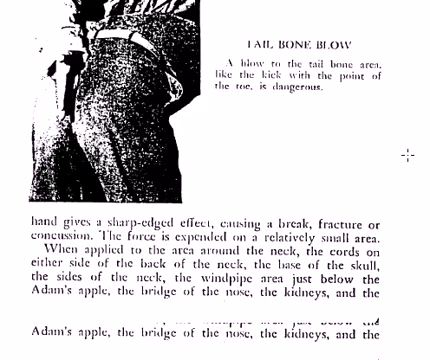 TAIL BONE BLOW
A blow to the tail bone area,
like the kick with the point of
the toe, is dangerous.
hand gives a sharp-edged effect, causing a break, fracture or
concussion. The force is expended on a relatively small area.
When applied to the area around the neck, the cords on
either side of the back of the neck, the base of the skull,
the sides of the neck, the windpipe area just below the
Adam's apple, the bridge of the nose, the kidneys, and the
just below the
Adam's apple, the bridge of the nose, the kidneys, and the